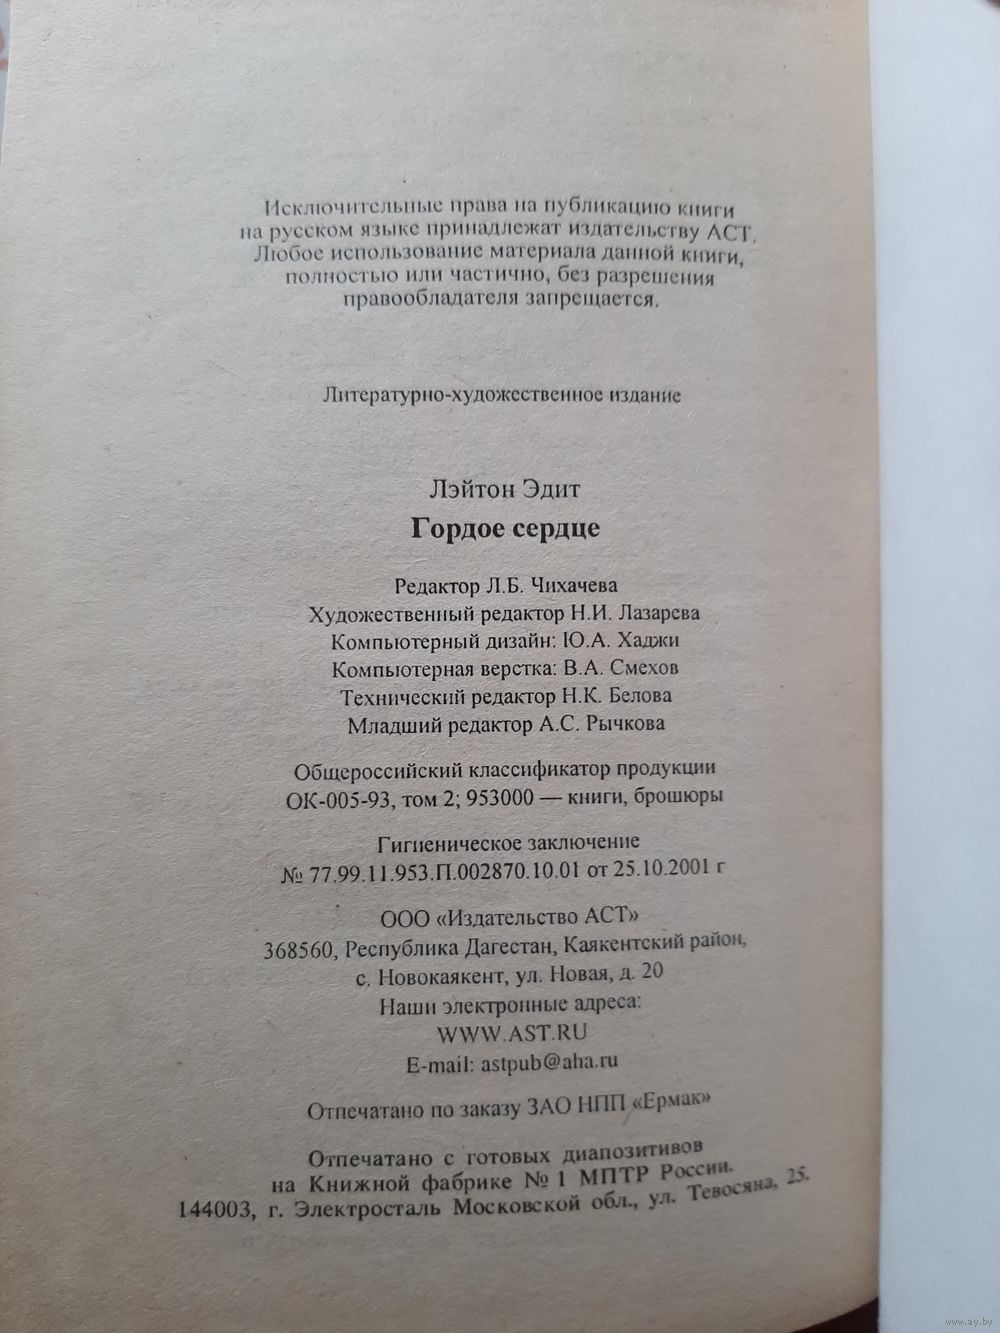 Исключительные права на публикацию книги
на русском языке принадлежат издательству АСТ.
Любое использование материала данной книги,
полностью или частично, без разрешения
правообладателя запрещается.
Литературно-художественное издание
Лэйтон Эдит
Гордое сердце
Редактор Л.Б. Чихачева
Художественный редактор Н.И. Лазарева
Компьютерный дизайн: Ю.А. Хаджи
Компьютерная верстка: В.А. Смехов
Технический редактор Н.К. Белова
Младший редактор А.С. Рычкова
Общероссийский классификатор продукции
ОК-005-93, том 2; 953000 — книги, брошюры
Гигиеническое заключение
№ 77.99.11.953.П.002870.10.01 от 25.10.2001 г
ООО «Издательство АСТ»
368560, Республика Дагестан, Каякентский район,
с. Новокаякент, ул. Новая, д. 20
Наши электронные адреса:
WWW.AST.RU
E-mail: astpub@aha.ru
Отпечатано по заказу ЗАО НПП «Ермак»
Отпечатано с готовых диапозитивов
на Книжной фабрике № 1 МПТР России.
144003, г. Электросталь Московской обл., ул. Тевосяна, 25.
www.ay.by